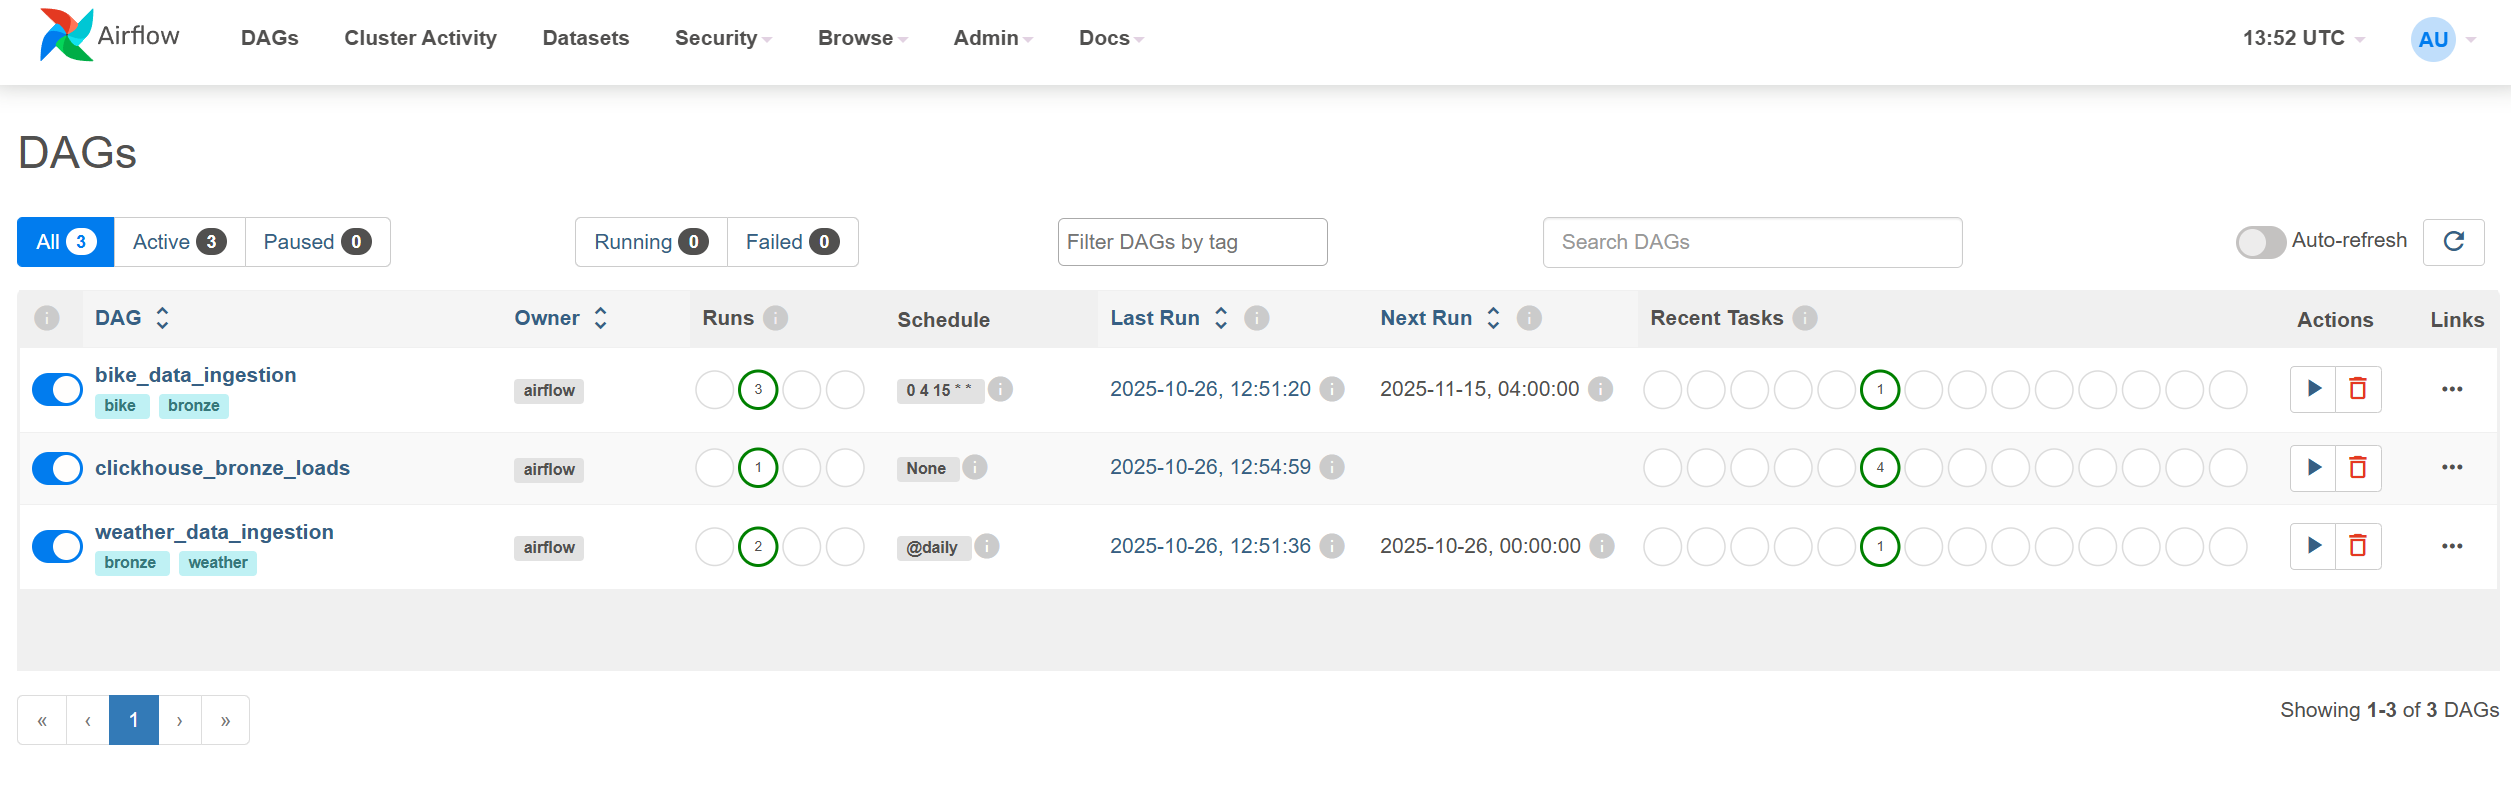 Airflow DAGs Cluster Activity Datasets Security Browse Admin Docs 13:52 UTC AU
DAGs
All 3 Active 3 Paused 0 Running 0 Failed 0 Filter DAGs by tag Search DAGs Auto-refresh
i DAG Owner Runs i Schedule Last Run i Next Run i Recent Tasks i Actions Links
bike_data_ingestion
bike bronze
airflow 3 0 4 15 * * i 2025-10-26, 12:51:20 i 2025-11-15, 04:00:00 i 1
clickhouse_bronze_loads airflow 1 None i 2025-10-26, 12:54:59 i 4
weather_data_ingestion
bronze weather
airflow 2 @daily i 2025-10-26, 12:51:36 i 2025-10-26, 00:00:00 i 1
« ‹ 1 › »
Showing 1-3 of 3 DAGs